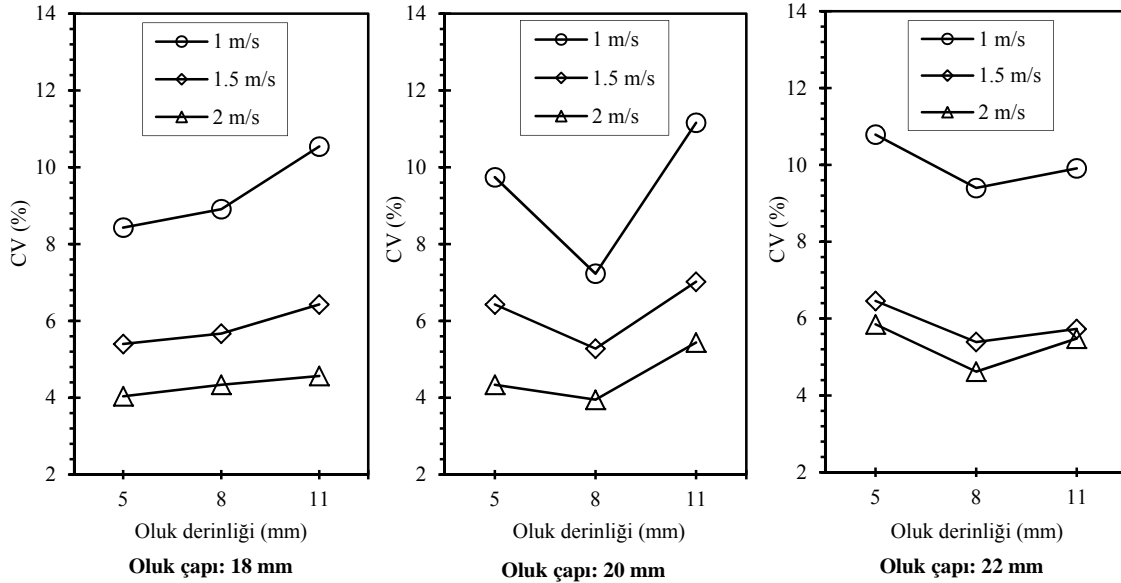 14
12
10
8
6
4
2
CV (%)
1 m/s
1.5 m/s
2 m/s
5 8 11
Oluk derinliği (mm)
Oluk çapı: 18 mm
14
12
10
8
6
4
2
CV (%)
1 m/s
1.5 m/s
2 m/s
5 8 11
Oluk derinliği (mm)
Oluk çapı: 20 mm
14
12
10
8
6
4
2
CV (%)
1 m/s
1.5 m/s
2 m/s
5 8 11
Oluk derinliği (mm)
Oluk çapı: 22 mm